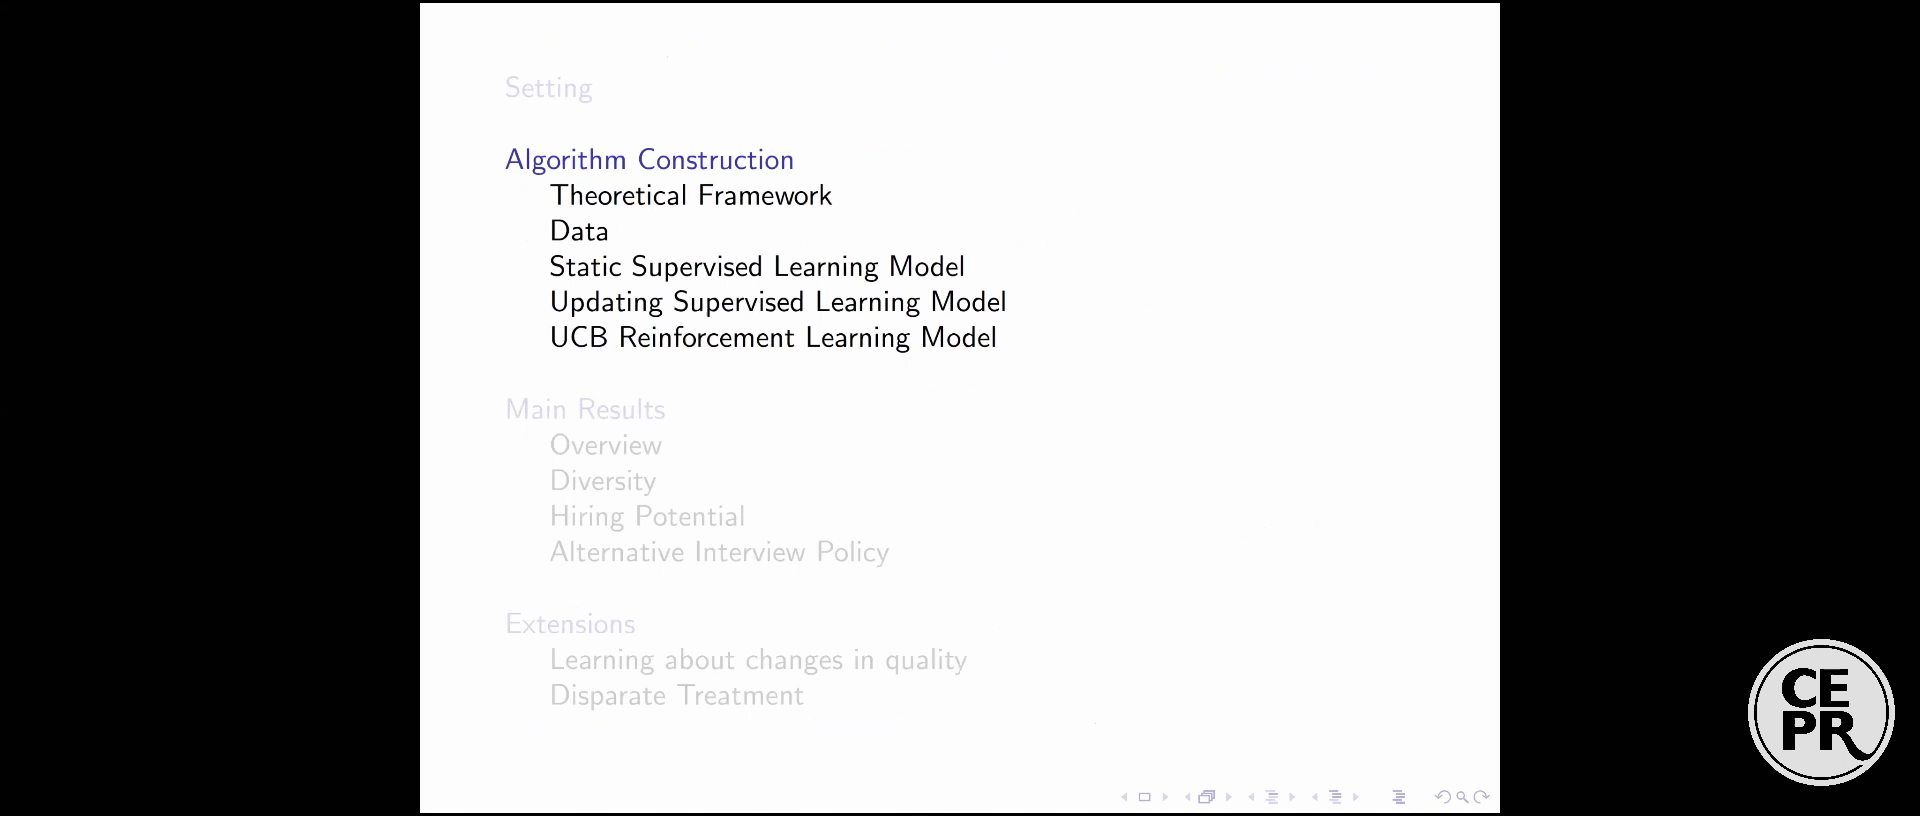 Setting
Algorithm Construction
Theoretical Framework
Data
Static Supervised Learning Model
Updating Supervised Learning Model
UCB Reinforcement Learning Model
Main Results
Overview
Diversity
Hiring Potential
Alternative Interview Policy
Extensions
Learning about changes in quality
Disparate Treatment
CE
PR